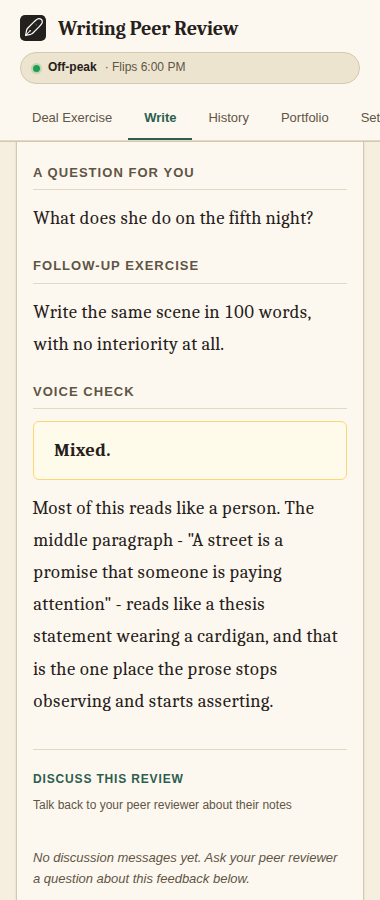 Writing Peer Review
Off-peak · Flips 6:00 PM
Deal Exercise Write History Portfolio Set
A QUESTION FOR YOU
What does she do on the fifth night?
FOLLOW-UP EXERCISE
Write the same scene in 100 words,
with no interiority at all.
VOICE CHECK
Mixed.
Most of this reads like a person. The
middle paragraph - "A street is a
promise that someone is paying
attention" - reads like a thesis
statement wearing a cardigan, and that
is the one place the prose stops
observing and starts asserting.
DISCUSS THIS REVIEW
Talk back to your peer reviewer about their notes
No discussion messages yet. Ask your peer reviewer
a question about this feedback below.